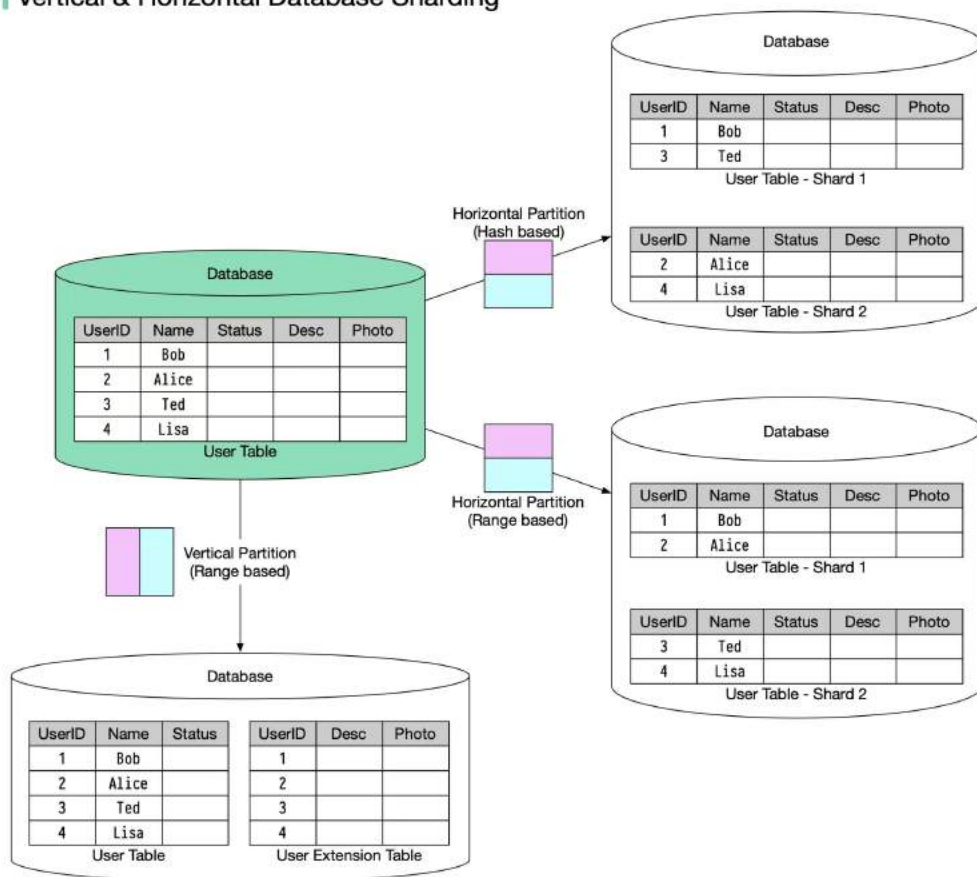 Vertical & Horizontal Database Sharding
Database
UserID Name Status Desc Photo
1 Bob
3 Ted
User Table - Shard 1
UserID Name Status Desc Photo
2 Alice
4 Lisa
User Table - Shard 2
Horizontal Partition
(Hash based)
Database
UserID Name Status Desc Photo
1 Bob
2 Alice
3 Ted
4 Lisa
User Table
Horizontal Partition
(Range based)
Database
UserID Name Status Desc Photo
1 Bob
2 Alice
User Table - Shard 1
UserID Name Status Desc Photo
3 Ted
4 Lisa
User Table - Shard 2
Vertical Partition
(Range based)
Database
UserID Name Status
1 Bob
2 Alice
3 Ted
4 Lisa
User Table
UserID Desc Photo
1
2
3
4
User Extension Table